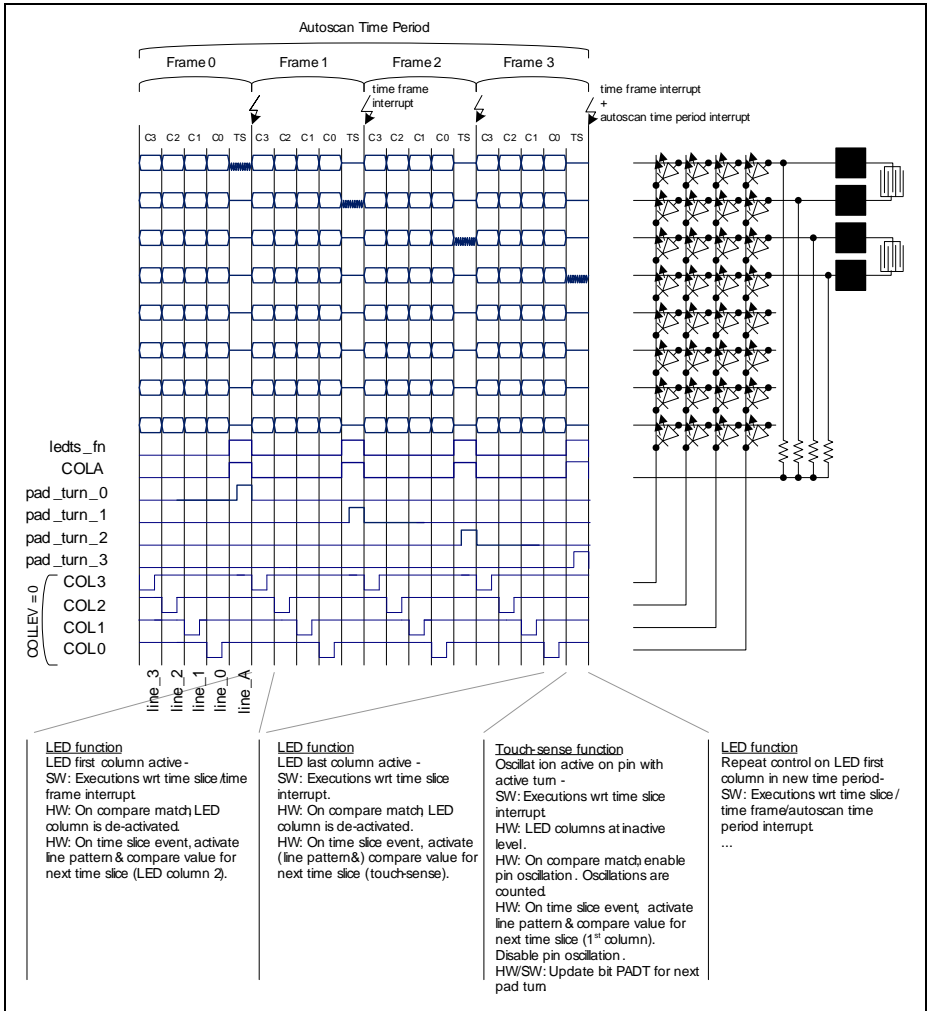 Autoscan Time Period
Frame 0 Frame 1 Frame 2 Frame 3
time frame
interrupt
time frame interrupt
+
autoscan time period interrupt
C3 C2 C1 C0 TS C3 C2 C1 C0 TS C3 C2 C1 C0 TS C3 C2 C1 C0 TS
ledts_fn
COLA
pad_turn_0
pad_turn_1
pad_turn_2
pad_turn_3
COLLEV = 0
COL3
COL2
COL1
COL0
line_3
line_2
line_1
line_0
line_A
LED function
LED first column active -
SW: Executions wrt time slice/time
frame interrupt.
HW: On compare match, LED
column is de-activated.
HW: On time slice event, activate
line pattern & compare value for
next time slice (LED column 2).
LED function
LED last column active -
SW: Executions wrt time slice
interrupt.
HW: On compare match, LED
column is de-activated.
HW: On time slice event, activate
(line pattern &) compare value for
next time slice (touch-sense).
Touch-sense function
Oscillation active on pin with
active turn -
SW: Executions wrt time slice
interrupt.
HW: LED columns at inactive
level.
HW: On compare match, enable
pin oscillation. Oscillations are
counted.
HW: On time slice event, activate
line pattern & compare value for
next time slice (1st column).
Disable pin oscillation.
HW/SW: Update bit PADT for next
pad turn
LED function
Repeat control on LED first
column in new time period-
SW: Executions wrt time slice/
time frame/autoscan time
period interrupt.
...